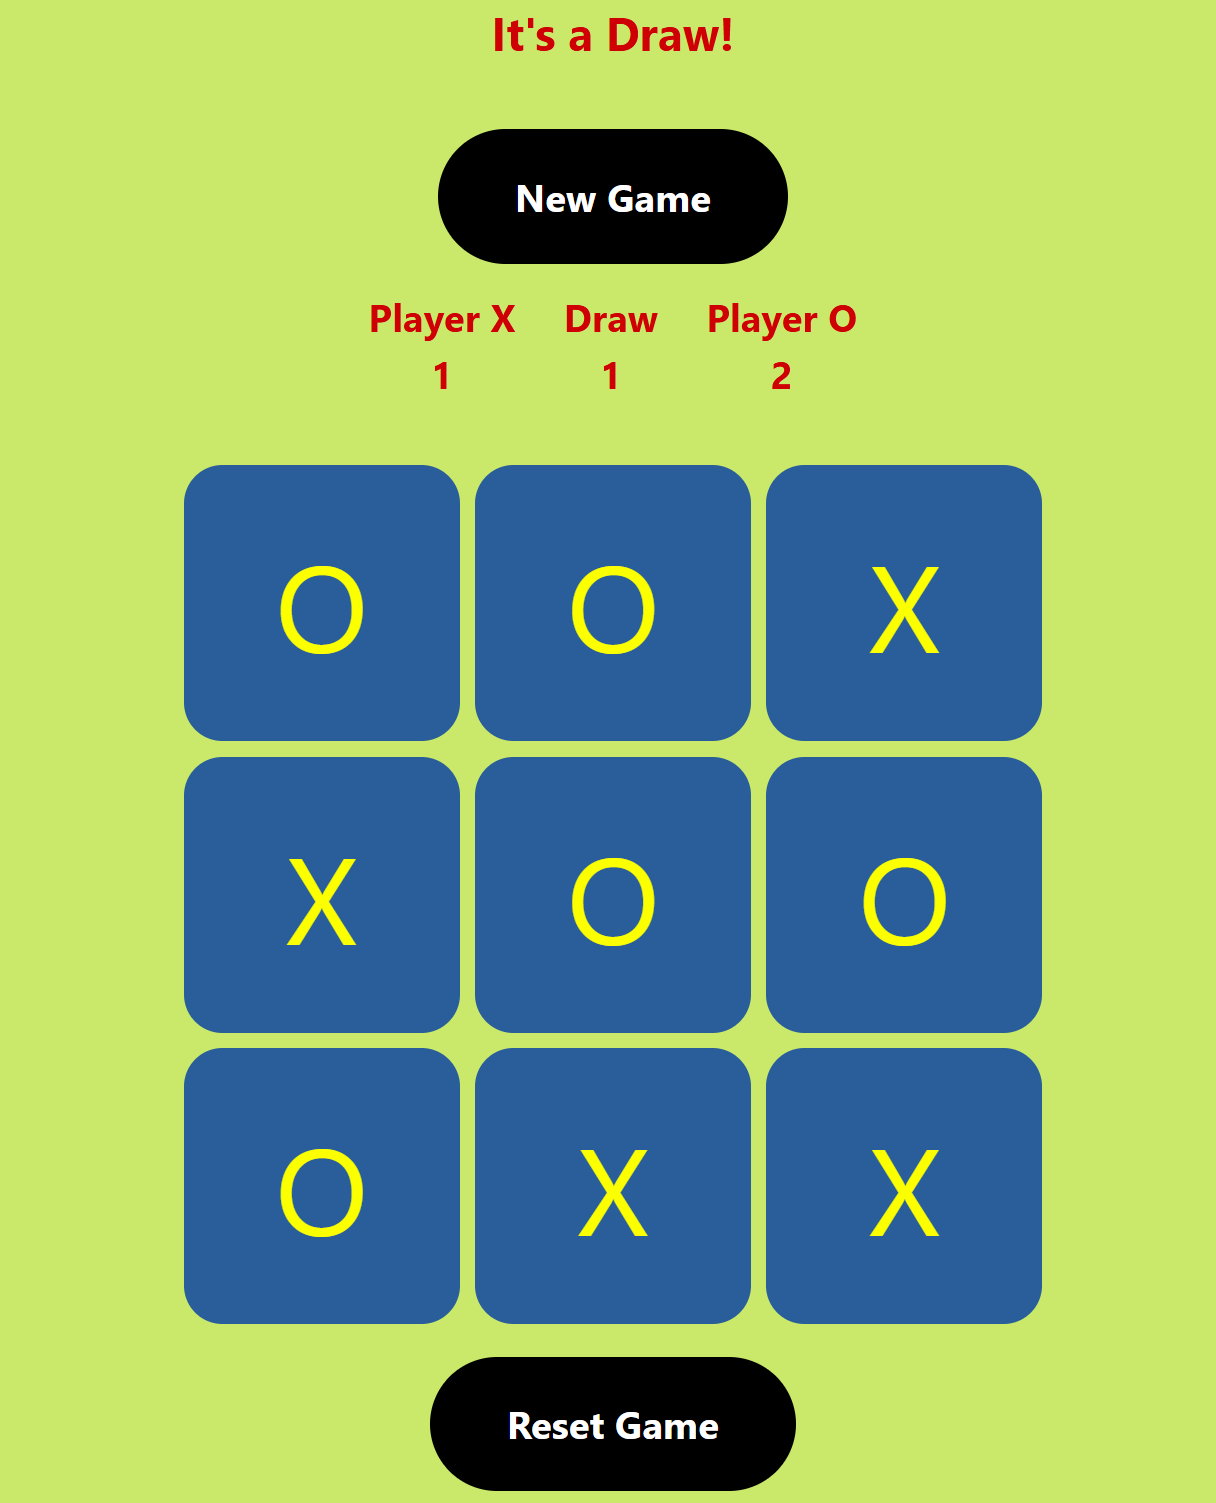 It's a Draw!
New Game
Player X Draw Player O
1 1 2
O O X
X O O
O X X
Reset Game